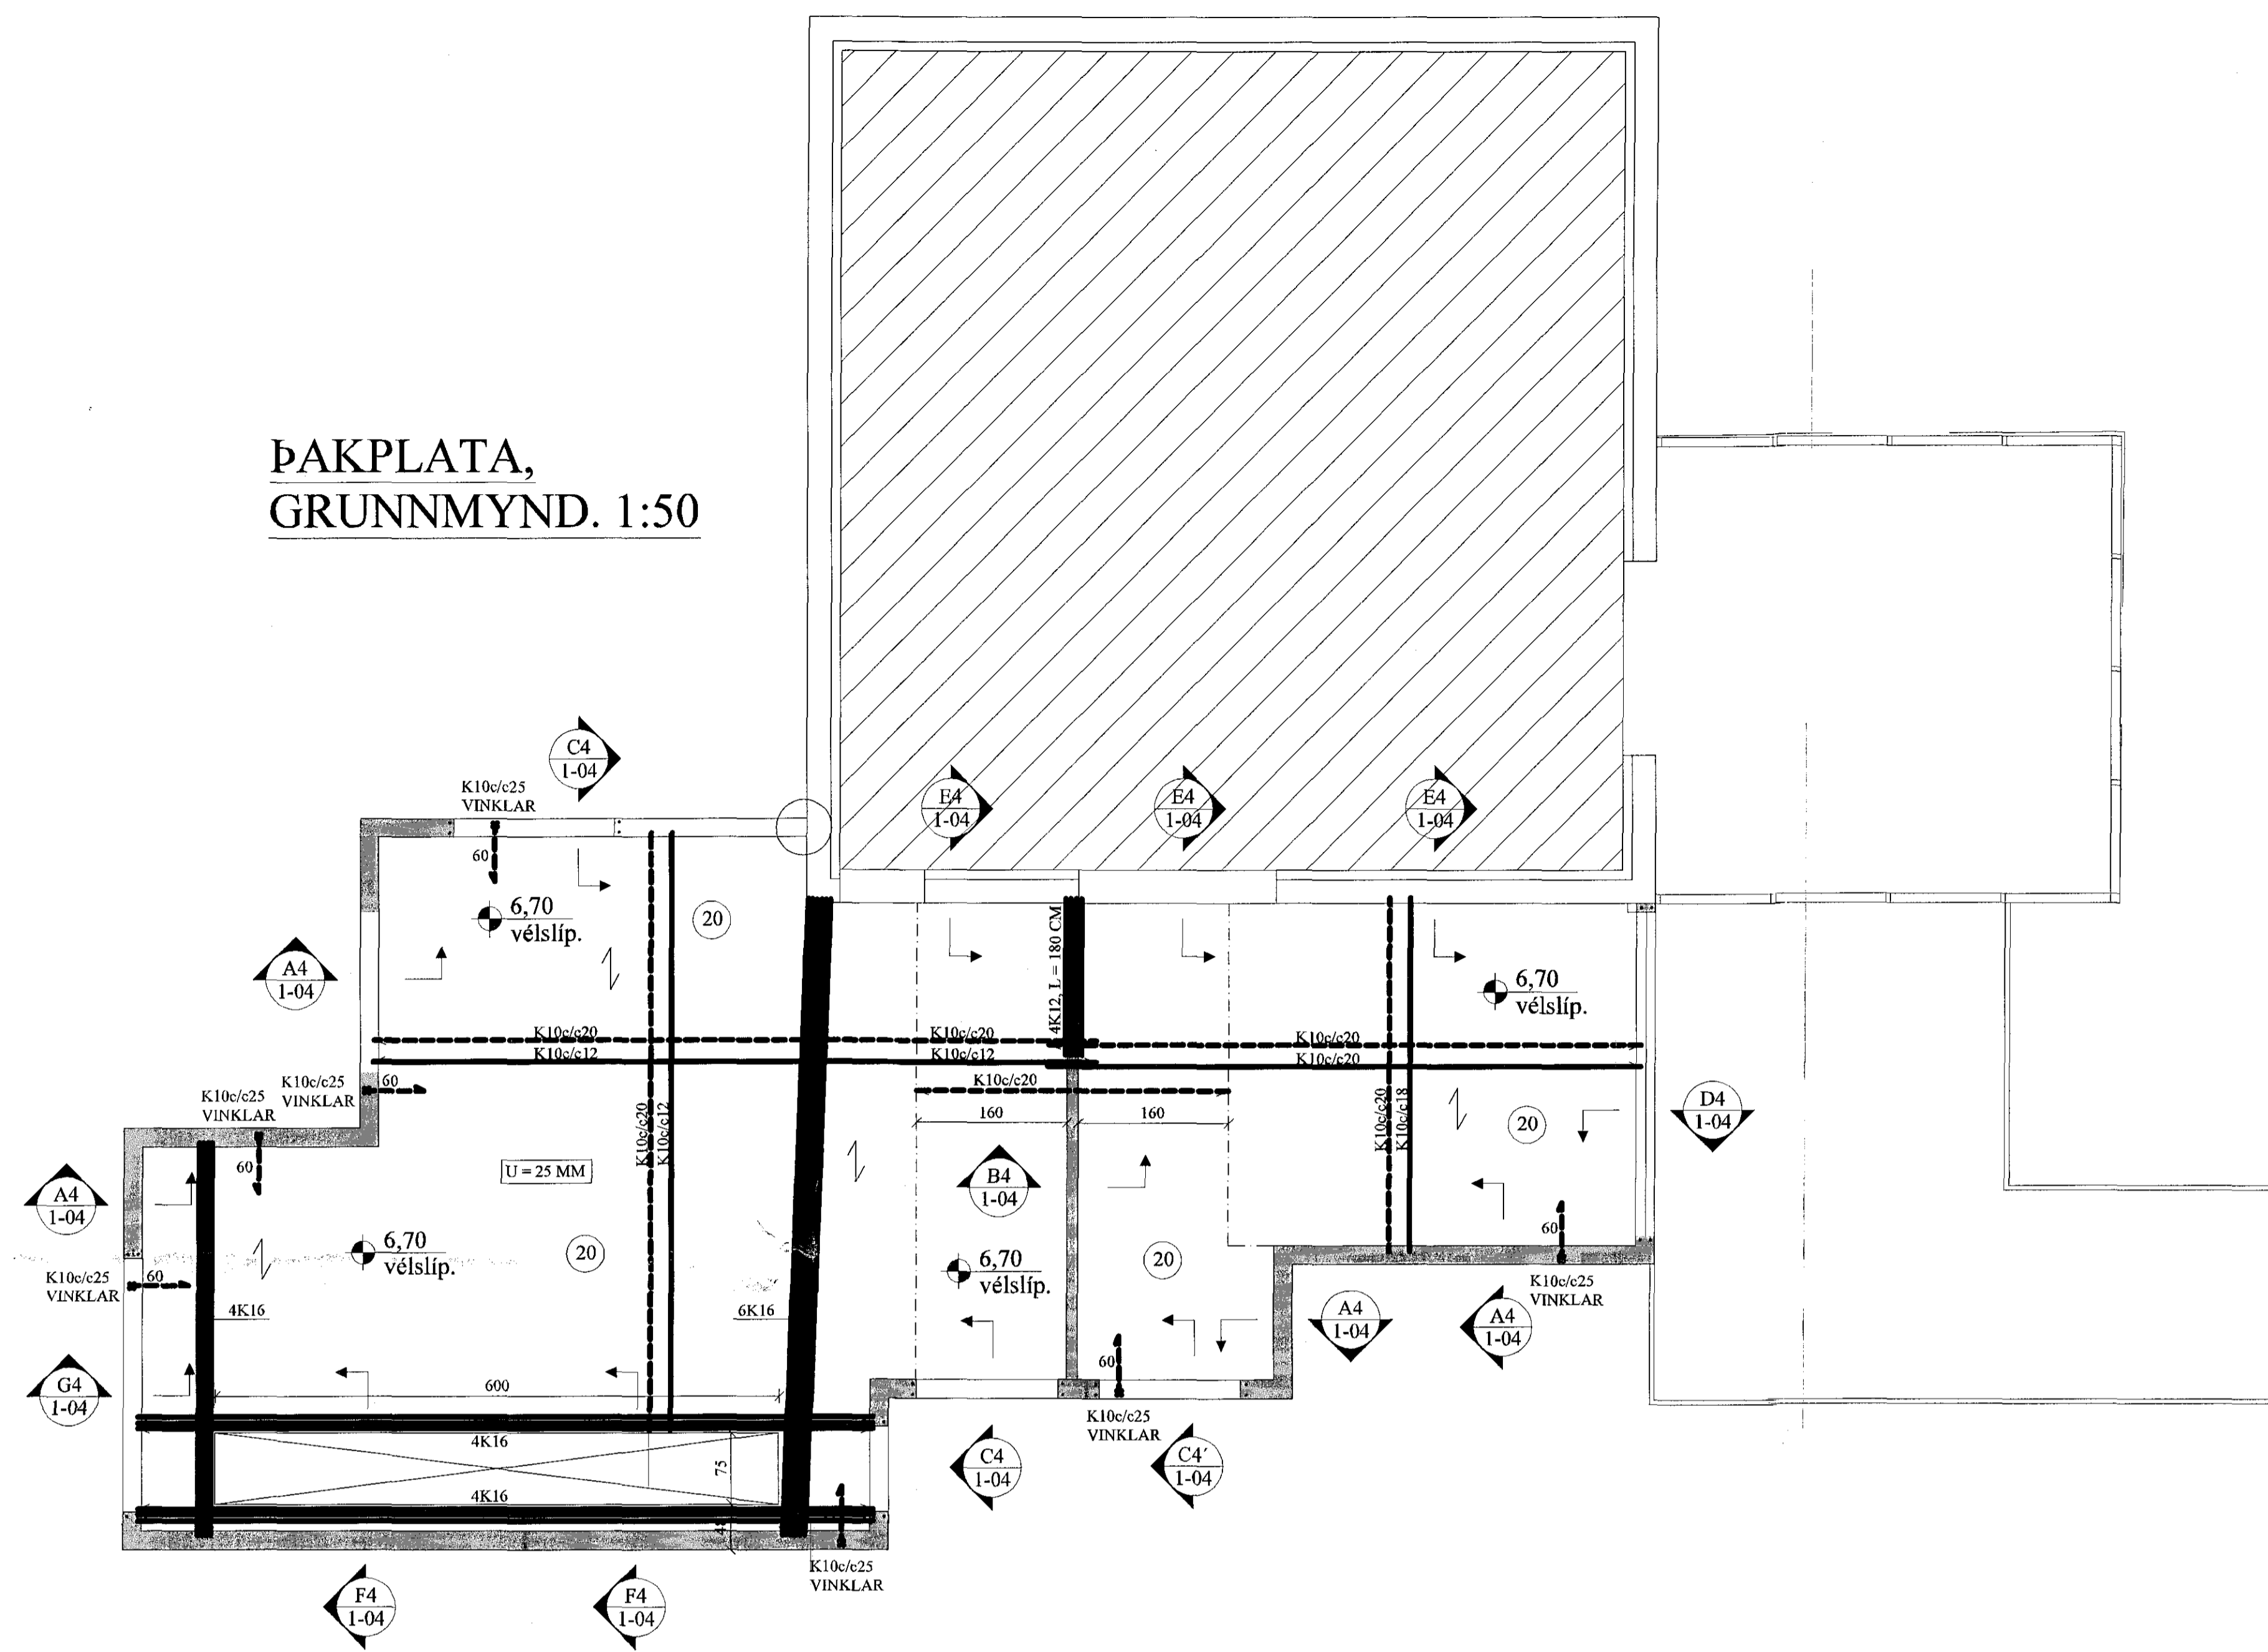 ÞAKPLATA,
GRUNNMYND. 1:50
C4
1-04
K10c/c25
VINKLAR
60
E4
1-04
E4
1-04
E4
1-04
6,70
vélslíp.
20
A4
1-04
4K12, L = 180 CM
6,70
vélslíp.
K10c/c20
K10c/c12
K10c/c20
K10c/c12
K10c/c20
K10c/c20
K10c/c25
VINKLAR
60
K10c/c20
K10c/c25
VINKLAR
60
K10c/c20
K10c/c12
160
160
K10c/c20
K10c/c18
20
D4
1-04
U = 25 MM
A4
1-04
B4
1-04
6,70
vélslíp.
20
6,70
vélslíp.
20
60
K10c/c25
VINKLAR
60
K10c/c25
VINKLAR
4K16
6K16
A4
1-04
A4
1-04
G4
1-04
600
60
K10c/c25
VINKLAR
4K16
75
C4
1-04
C4′
1-04
4K16
K10c/c25
VINKLAR
F4
1-04
F4
1-04